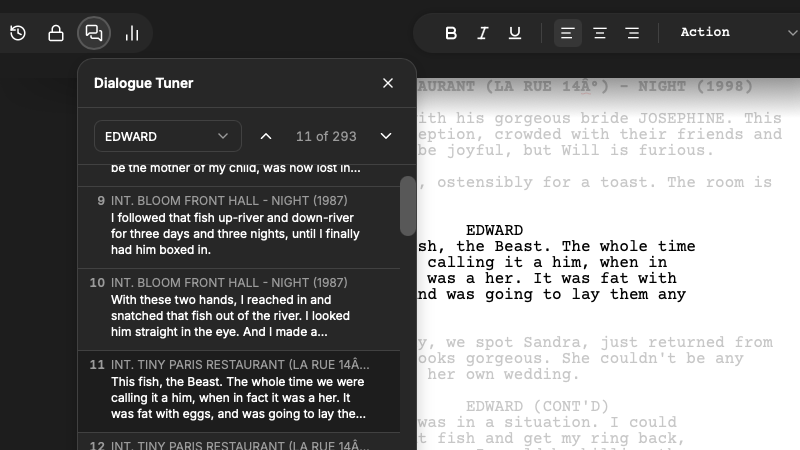 B I U
Action
Dialogue Tuner
EDWARD
11 of 293
be the mother of my child, was now lost in...
9 INT. BLOOM FRONT HALL - NIGHT (1987)
I followed that fish up-river and down-river
for three days and three nights, until I finally
had him boxed in.
10 INT. BLOOM FRONT HALL - NIGHT (1987)
With these two hands, I reached in and
snatched that fish out of the river. I looked
him straight in the eye. And I made a...
11 INT. TINY PARIS RESTAURANT (LA RUE 14Â...
This fish, the Beast. The whole time we were
calling it a him, when in fact it was a her. It
was fat with eggs, and was going to lay the...
12 INT. TINY PARIS RESTAURANT (LA RUE 14Â...
AURANT (LA RUE 14Âº) - NIGHT (1998)
ith his gorgeous bride JOSEPHINE. This
eption, crowded with their friends and
be joyful, but Will is furious.
, ostensibly for a toast. The room is
EDWARD
sh, the Beast. The whole time
calling it a him, when in
was a her. It was fat with
nd was going to lay them any
y, we spot Sandra, just returned from
ooks gorgeous. She couldn't be any
her own wedding.
EDWARD (CONT'D)
was in a situation. I could
t fish and get my ring back,